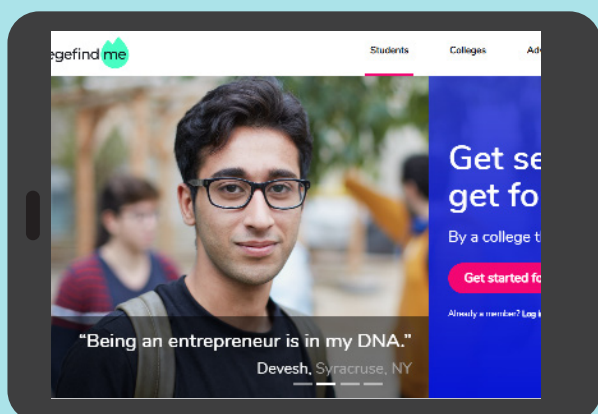 egefind me
Students Colleges Adv
Get se
get fo
By a college t
Get started fo
Already a member? Log i
“Being an entrepreneur is in my DNA.”
Devesh, Syracruse, NY